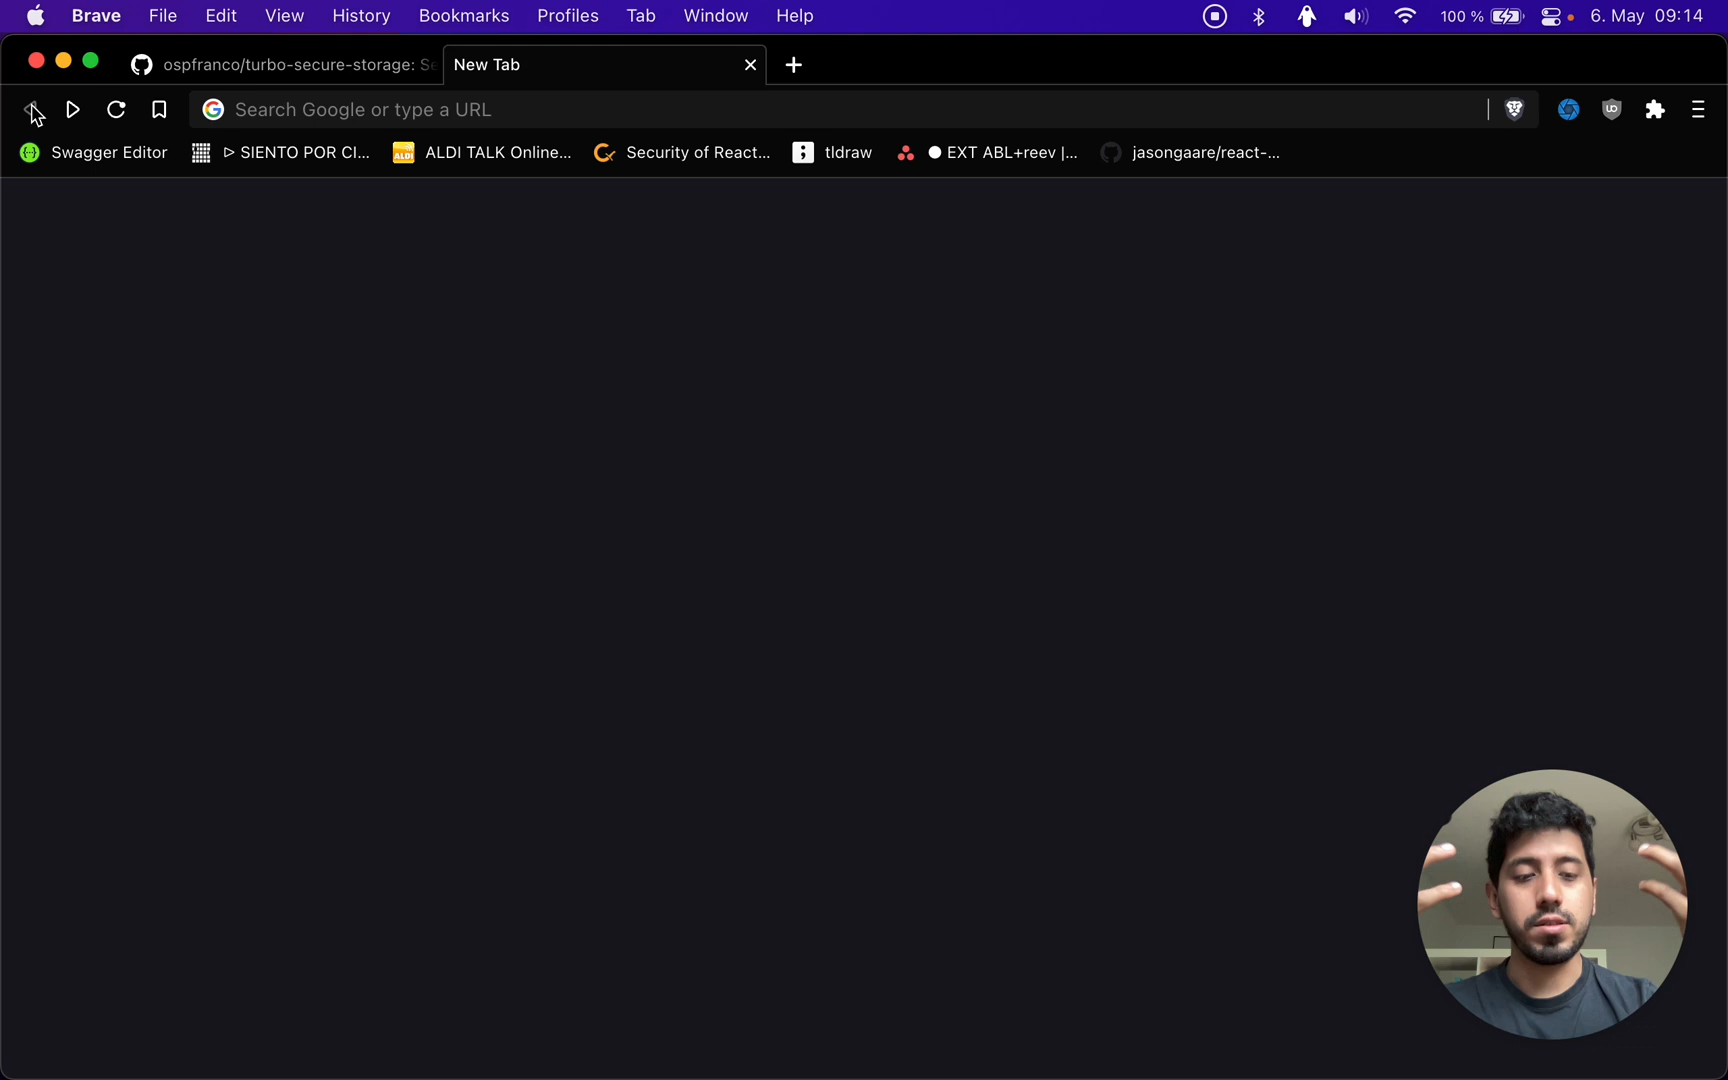 Brave File Edit View History Bookmarks Profiles Tab Window Help 100 % 6. May 09:14
ospfranco/turbo-secure-storage: Se New Tab
Search Google or type a URL
Swagger Editor ▷ SIENTO POR CI... ALDI TALK Online... Security of React... tldraw EXT ABL+reev |... jasongaare/react-...